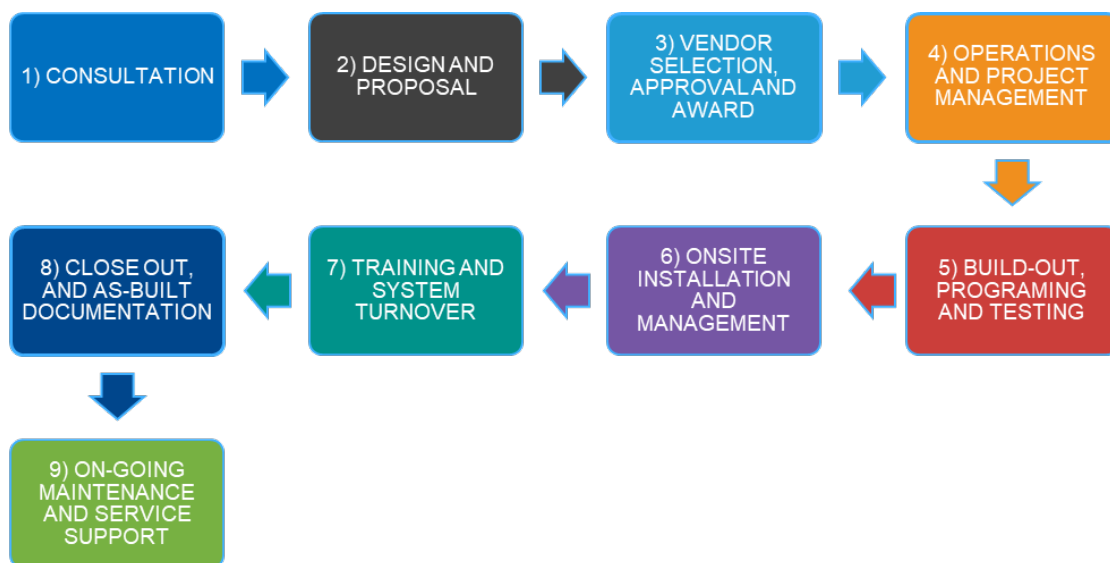 1) CONSULTATION
2) DESIGN AND
PROPOSAL
3) VENDOR
SELECTION,
APPROVAL AND
AWARD
4) OPERATIONS
AND PROJECT
MANAGEMENT
5) BUILD-OUT,
PROGRAMING
AND TESTING
6) ONSITE
INSTALLATION
AND
MANAGEMENT
7) TRAINING AND
SYSTEM
TURNOVER
8) CLOSE OUT,
AND AS-BUILT
DOCUMENTATION
9) ON-GOING
MAINTENANCE
AND SERVICE
SUPPORT